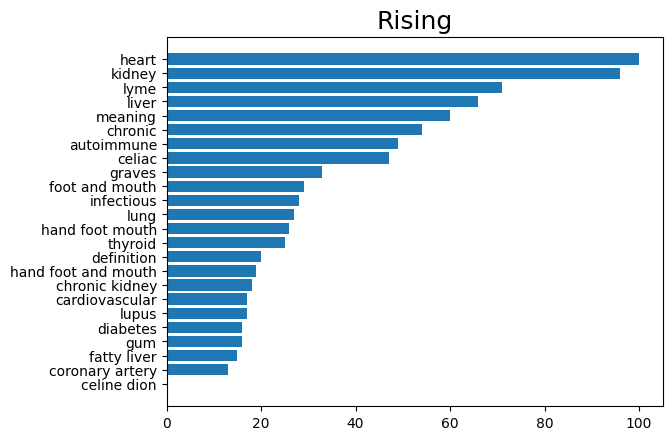 Rising
heart
kidney
lyme
liver
meaning
chronic
autoimmune
celiac
graves
foot and mouth
infectious
lung
hand foot mouth
thyroid
definition
hand foot and mouth
chronic kidney
cardiovascular
lupus
diabetes
gum
fatty liver
coronary artery
celine dion
0 20 40 60 80 100